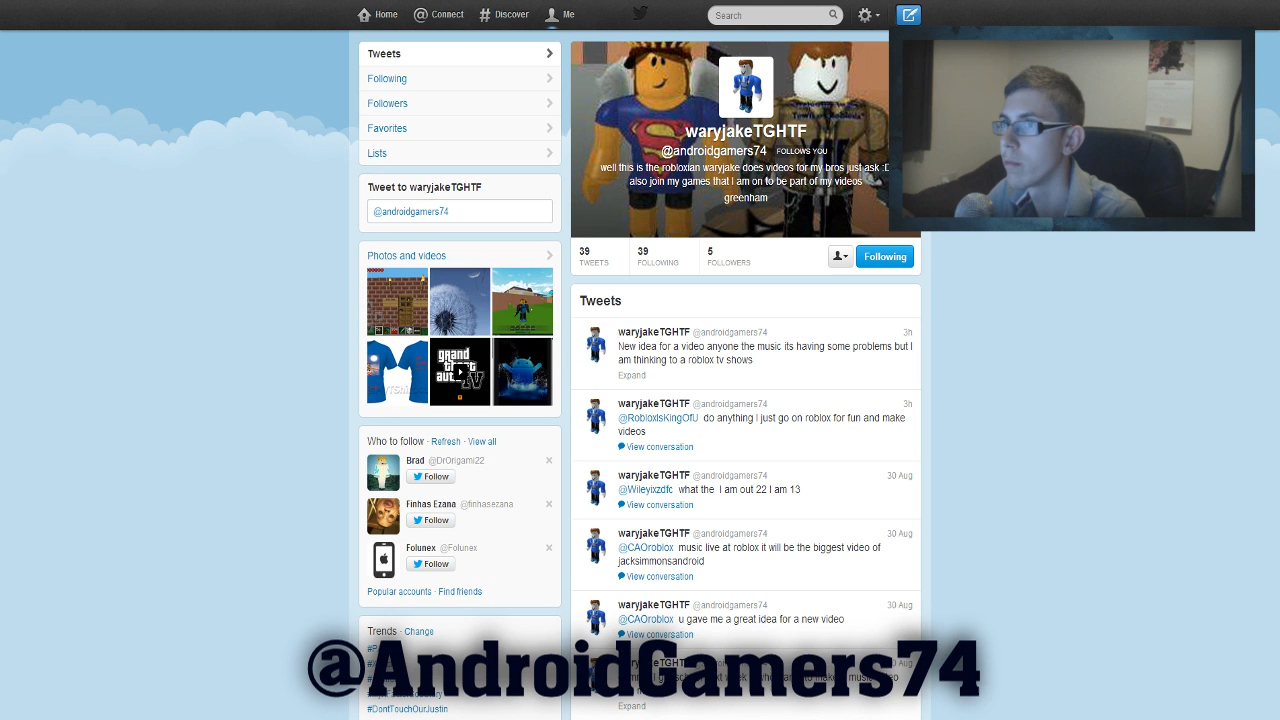 Home
Connect
Discover
Me
Search
Tweets
Following
Followers
Favorites
Lists
Tweet to waryjakeTGHTF
@androidgamers74
Photos and videos
grand
theft
auto
IV
Who to follow · Refresh · View all
Brad @DrOrigami22
Follow
Finhas Ezana @finhasezana
Follow
Folunex @Folunex
Follow
Popular accounts · Find friends
Trends · Change
#DontTouchOurJustin
waryjakeTGHTF
@androidgamers74 FOLLOWS YOU
well this is the robloxian waryjake does videos for my bros just ask :D
also join my games that I am on to be part of my videos
greenham
39 TWEETS
39 FOLLOWING
5 FOLLOWERS
Following
Tweets
waryjakeTGHTF @androidgamers74 3h
New idea for a video anyone the music its having some problems but I
am thinking to a roblox tv shows
Expand
waryjakeTGHTF @androidgamers74 3h
@RobloxIsKingOfU do anything I just go on roblox for fun and make
videos
View conversation
waryjakeTGHTF @androidgamers74 30 Aug
@Wileyixzdfc what the I am out 22 I am 13
View conversation
waryjakeTGHTF @androidgamers74 30 Aug
@CAOroblox music live at roblox it will be the biggest video of
jacksimmonsandroid
View conversation
waryjakeTGHTF @androidgamers74 30 Aug
@CAOroblox u gave me a great idea for a new video
View conversation
Aug
Expand
@AndroidGamers74